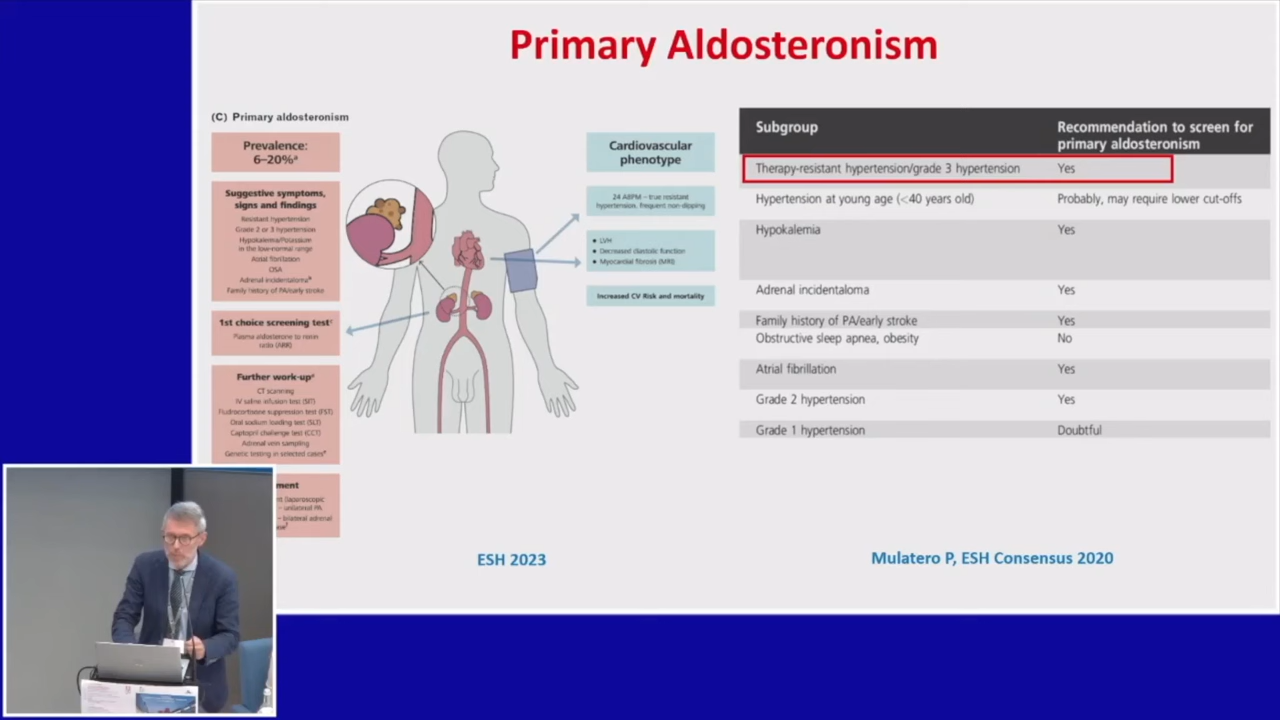 Primary Aldosteronism
(C) Primary aldosteronism
Prevalence:
6–20%a
Suggestive symptoms,
signs and findings
Resistant hypertension
Grade 2 or 3 hypertension
Hypokalemia/Potassium
in the low-normal range
Atrial fibrillation
OSA
Adrenal incidentaloma
Family history of PA/early stroke
1st choice screening test
Plasma aldosterone to renin
ratio (ARR)
Further work-up
CT scanning
IV saline infusion test (SIT)
Fludrocortisone suppression test (FST)
Oral sodium loading test (SLT)
Captopril challenge test (CCT)
Adrenal vein sampling
Genetic testing in selected cases
ment
nt (laparoscopic
– unilateral PA
– bilateral adrenal
Cardiovascular
phenotype
24 ABPM – true resistant
hypertension, frequent non-dipping
• LVH
• Decreased diastolic function
• Myocardial fibrosis (MRI)
Increased CV Risk and mortality
ESH 2023
Subgroup Recommendation to screen for
primary aldosteronism
Therapy-resistant hypertension/grade 3 hypertension Yes
Hypertension at young age (<40 years old) Probably, may require lower cut-offs
Hypokalemia Yes
Adrenal incidentaloma Yes
Family history of PA/early stroke Yes
Obstructive sleep apnea, obesity No
Atrial fibrillation Yes
Grade 2 hypertension Yes
Grade 1 hypertension Doubtful
Mulatero P, ESH Consensus 2020